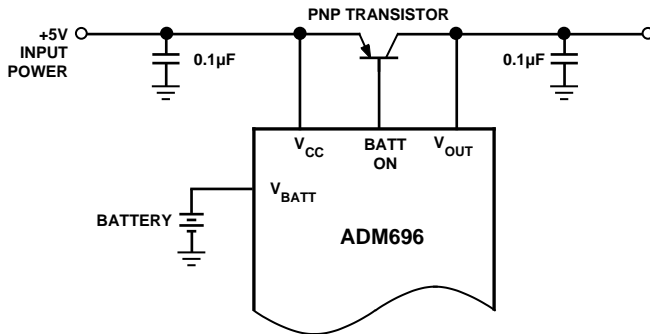 PNP TRANSISTOR
+5V
INPUT
POWER
0.1µF
0.1µF
VCC
BATT
ON
VOUT
VBATT
BATTERY
ADM696